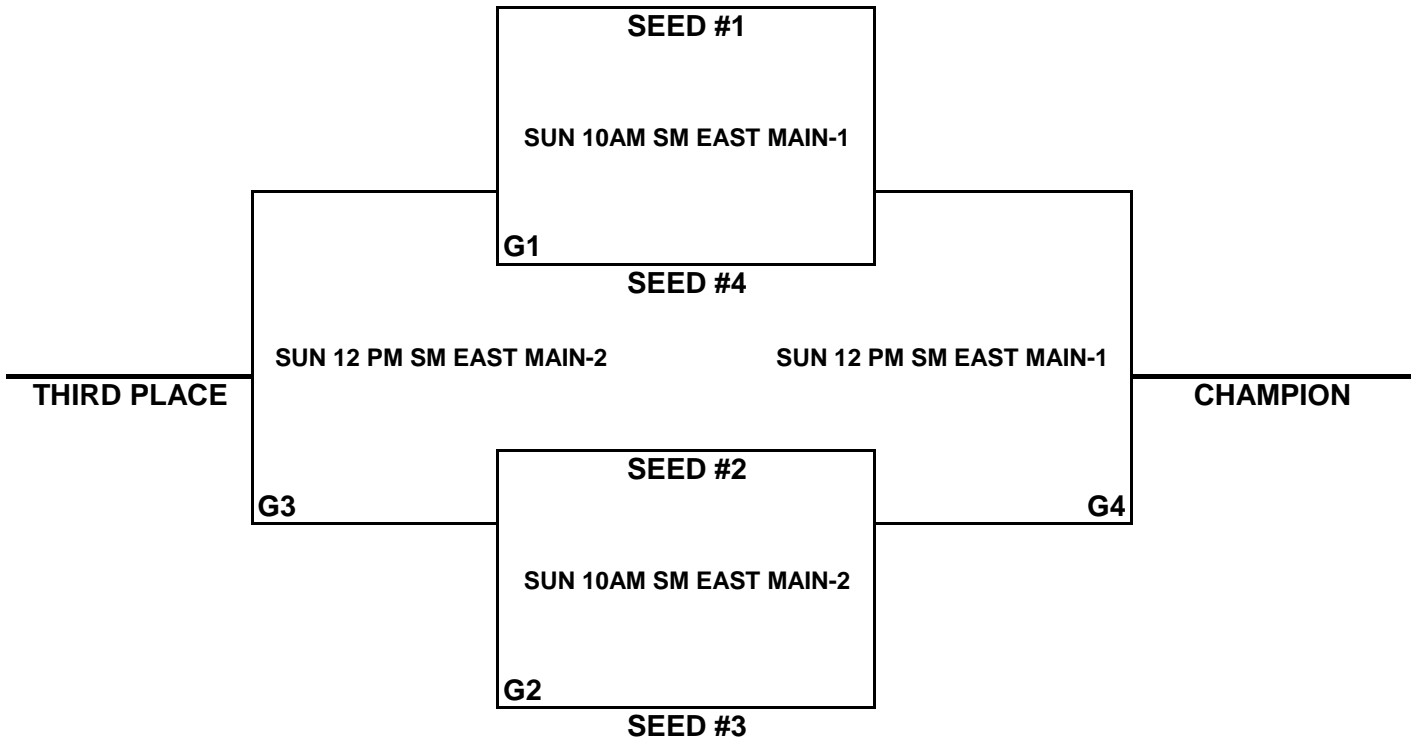 SEED #1
SUN 10AM SM EAST MAIN-1
G1
SEED #4
SUN 12 PM SM EAST MAIN-2
SUN 12 PM SM EAST MAIN-1
THIRD PLACE
CHAMPION
SEED #2
G3
G4
SUN 10AM SM EAST MAIN-2
G2
SEED #3